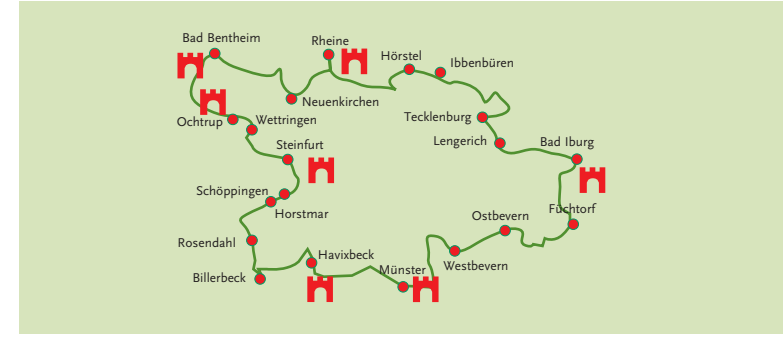 Bad Bentheim
Rheine
Hörstel
Ibbenbüren
Neuenkirchen
Ochtrup
Wettringen
Tecklenburg
Lengerich
Bad Iburg
Steinfurt
Schöppingen
Horstmar
Füchtorf
Ostbevern
Rosendahl
Havixbeck
Münster
Westbevern
Billerbeck